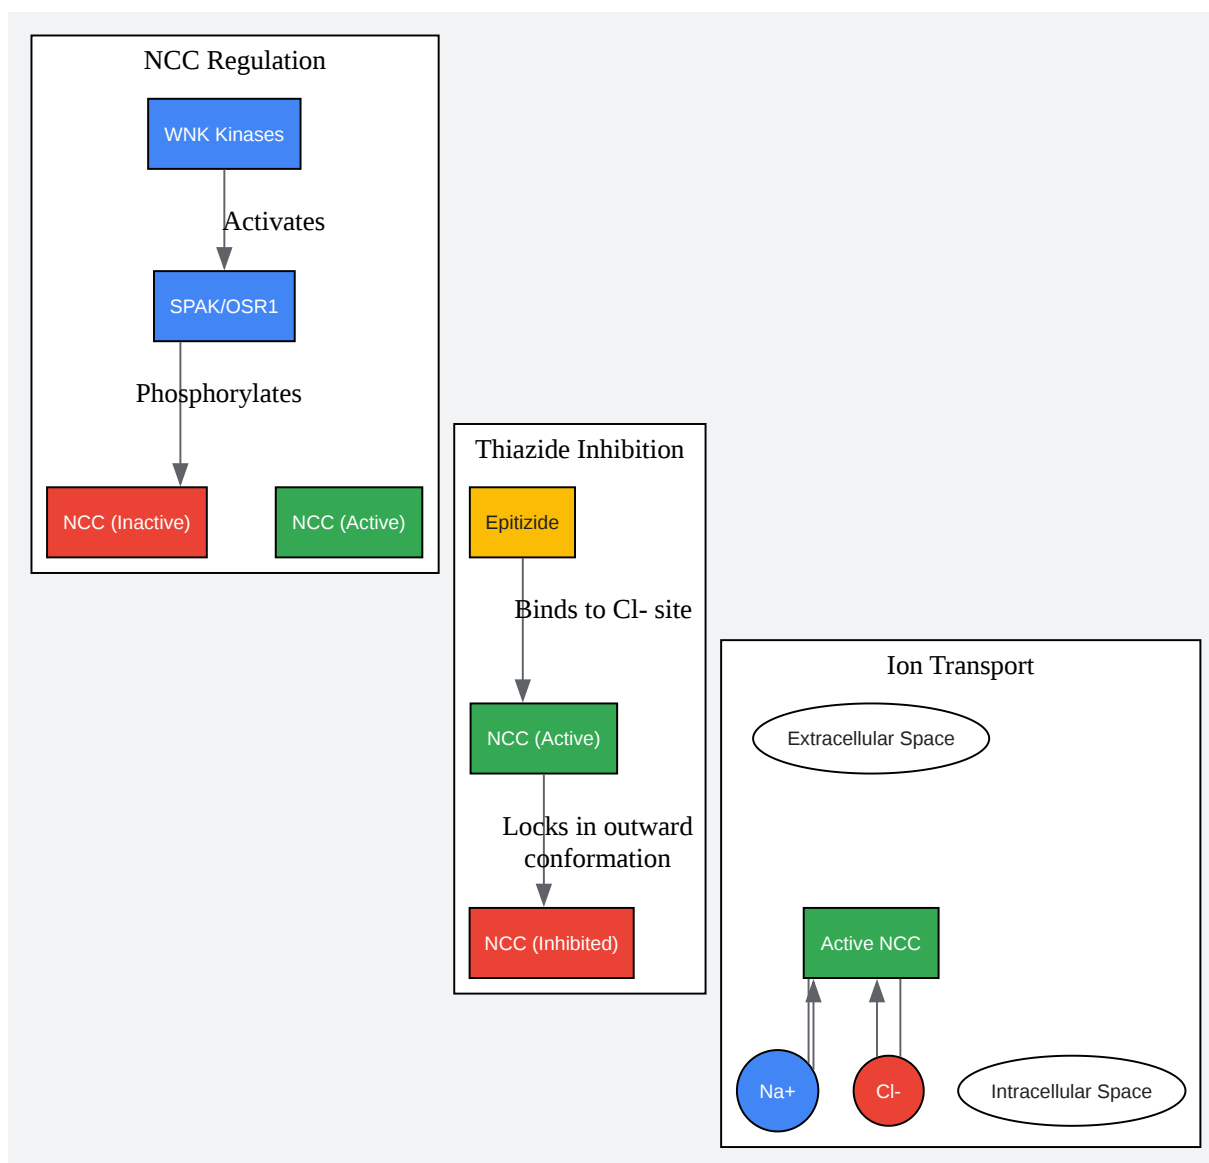 NCC Regulation
WNK Kinases
Activates
SPAK/OSR1
Phosphorylates
NCC (Inactive)
NCC (Active)
Thiazide Inhibition
Epitizide
Binds to Cl- site
NCC (Active)
Locks in outward
conformation
NCC (Inhibited)
Ion Transport
Extracellular Space
Active NCC
Na+
Cl-
Intracellular Space